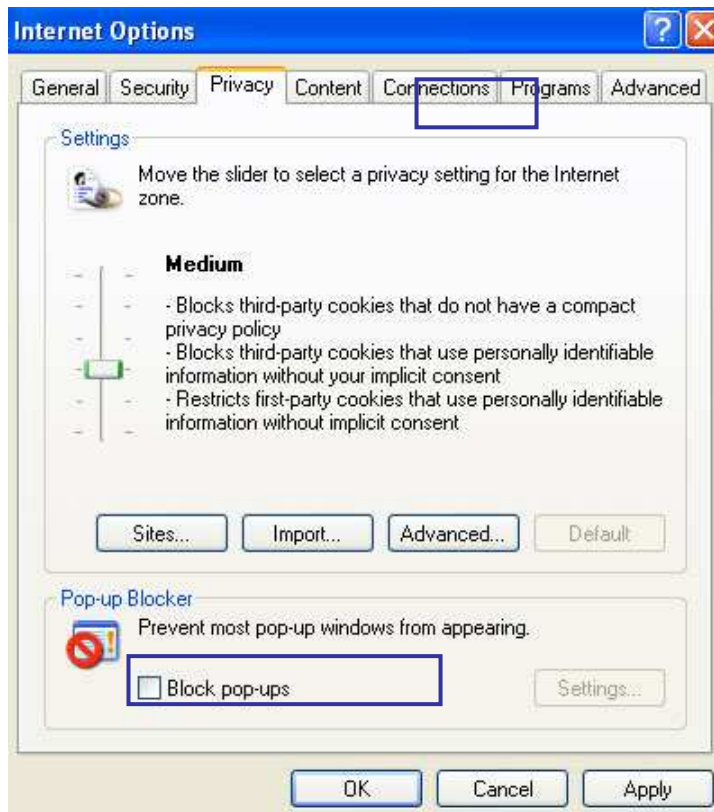 Internet Options
General Security Privacy Content Connections Programs Advanced
Settings
Move the slider to select a privacy setting for the Internet
zone.
Medium
- Blocks third-party cookies that do not have a compact
privacy policy
- Blocks third-party cookies that use personally identifiable
information without your implicit consent
- Restricts first-party cookies that use personally identifiable
information without implicit consent
Sites... Import... Advanced... Default
Pop-up Blocker
Prevent most pop-up windows from appearing.
Block pop-ups Settings...
OK Cancel Apply